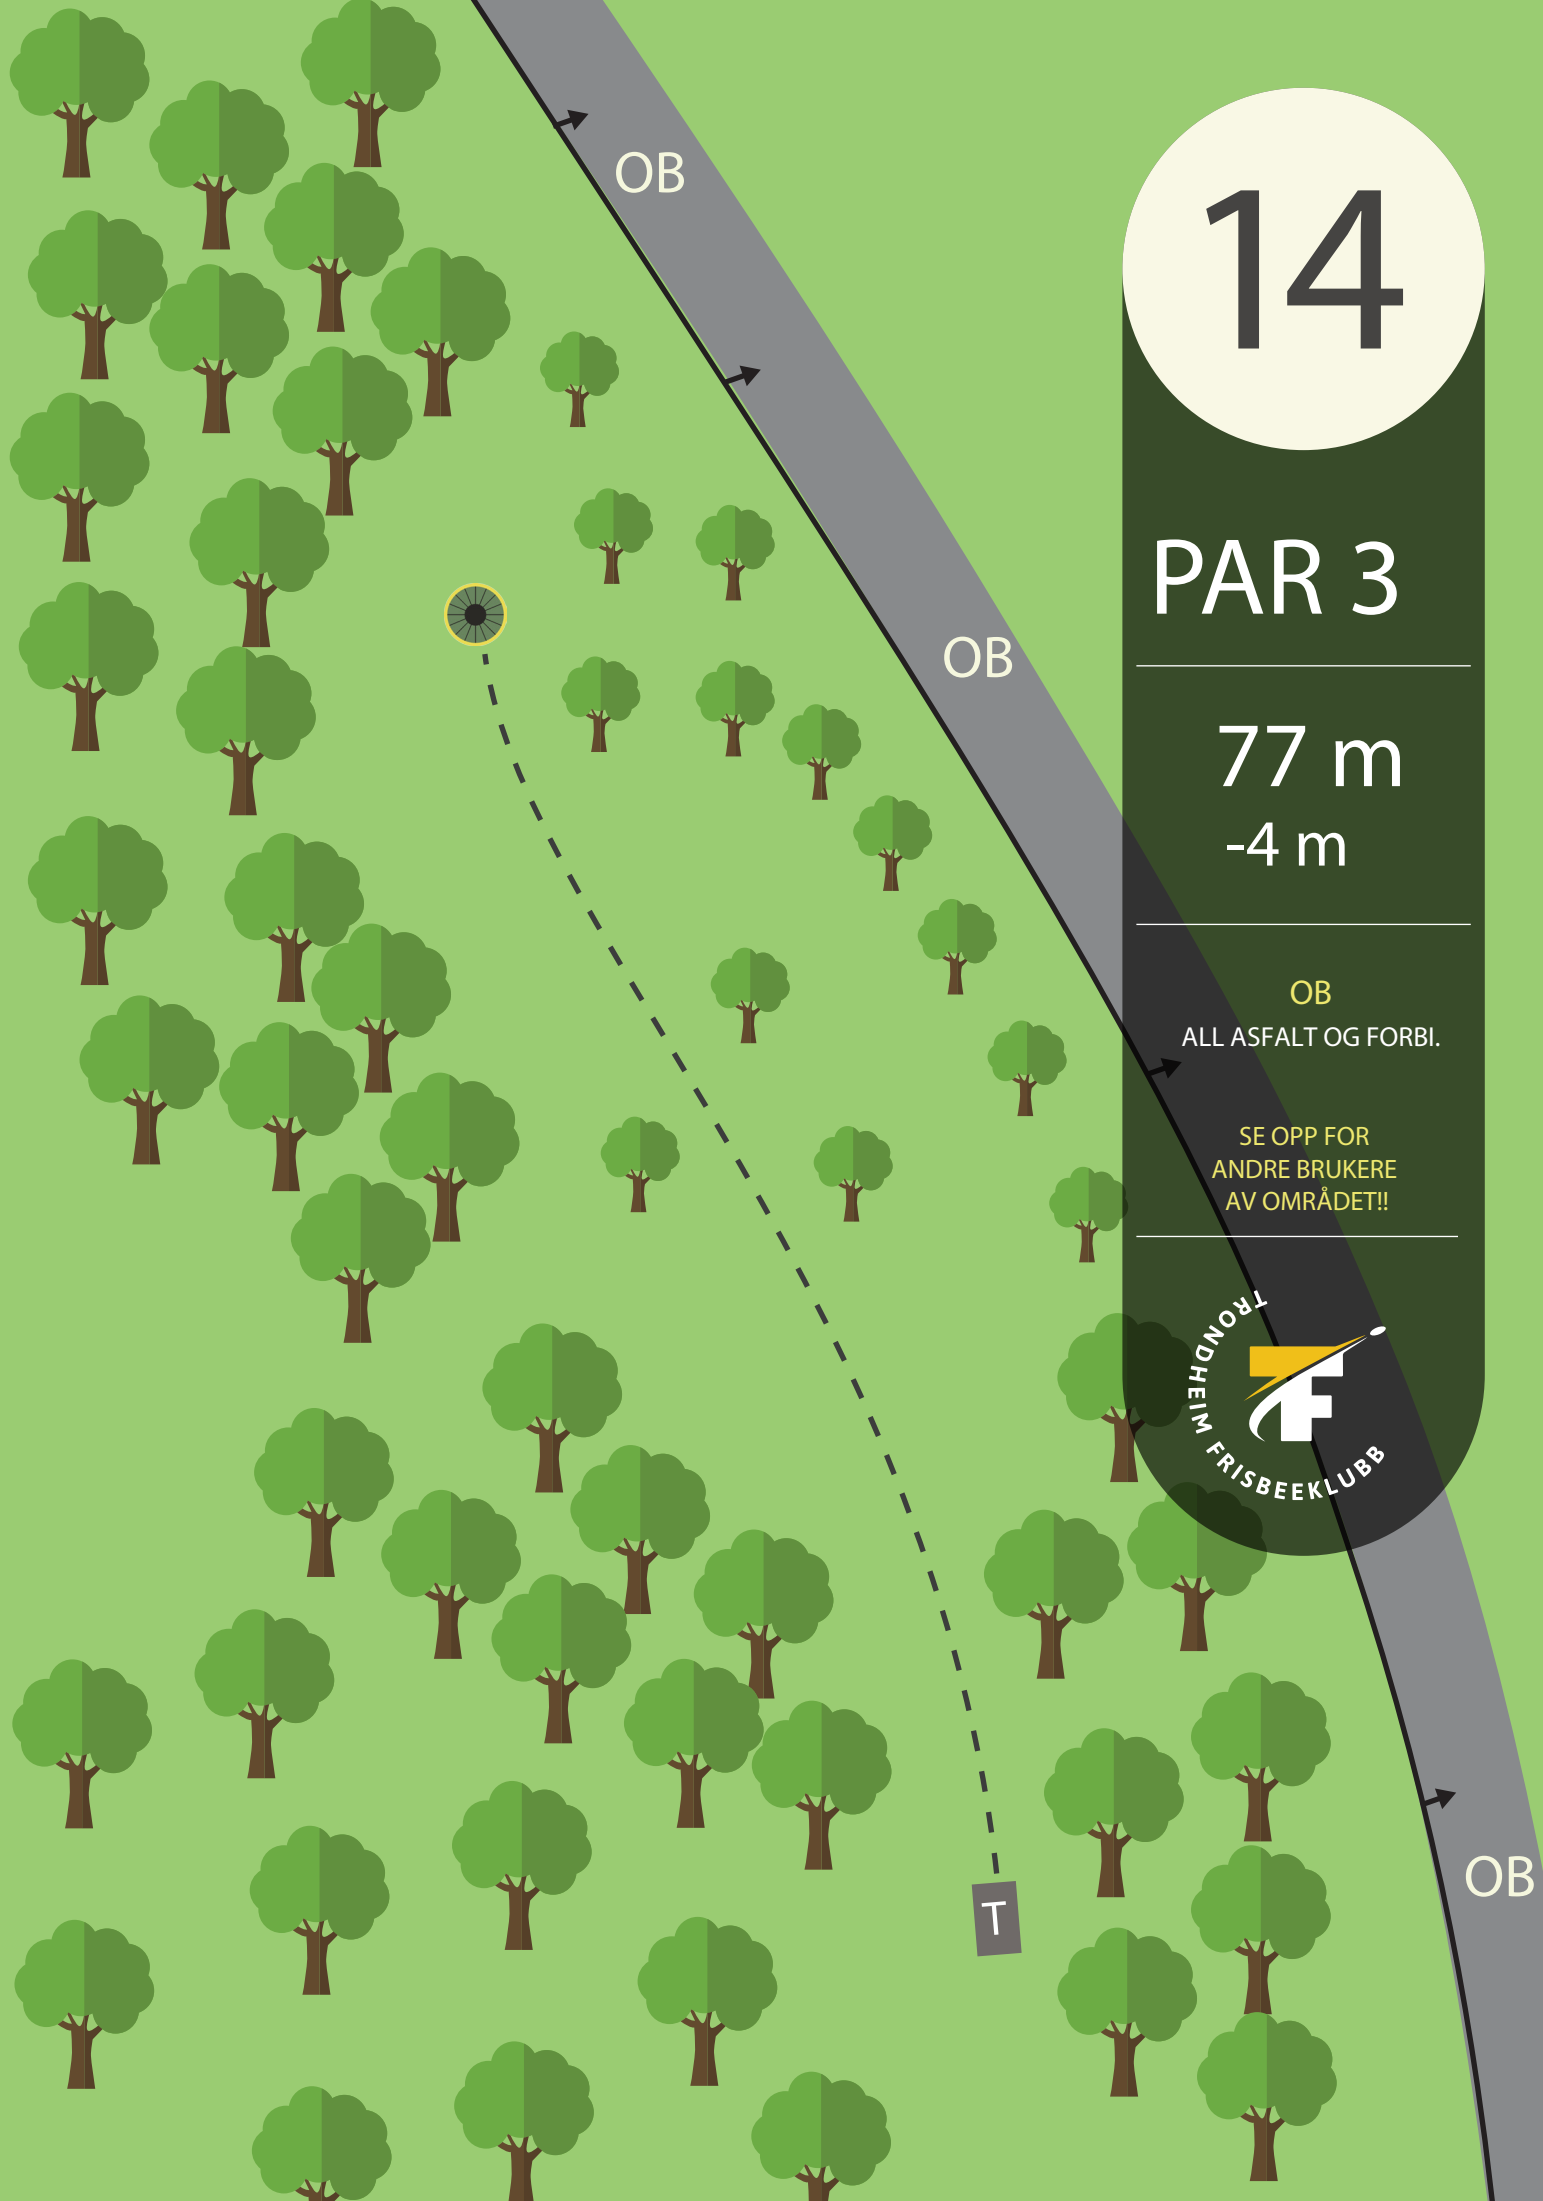 OB
14
PAR 3
OB
77 m
-4 m
OB
ALL ASFALT OG FORBI.
SE OPP FOR
ANDRE BRUKERE
AV OMRÅDET!!
TRONDHEIM FRISBEEKLUBB
TF
OB
T